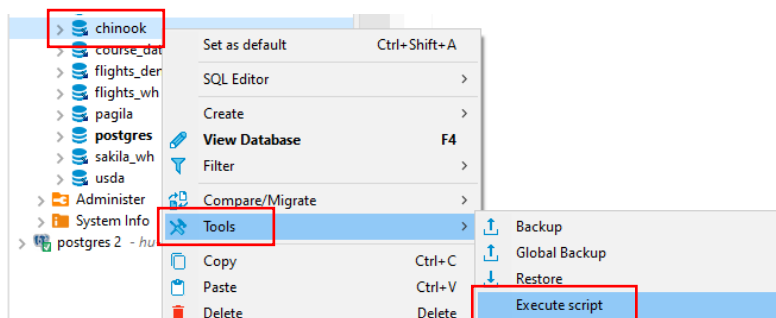 chinook
course_dat
flights_der
flights_wh
pagila
postgres
sakila_wh
usda
Administer
System Info
postgres 2 - hu
Set as default Ctrl+Shift+A
SQL Editor
Create
View Database F4
Filter
Compare/Migrate
Tools
Copy Ctrl+C
Paste Ctrl+V
Delete Delete
Backup
Global Backup
Restore
Execute script